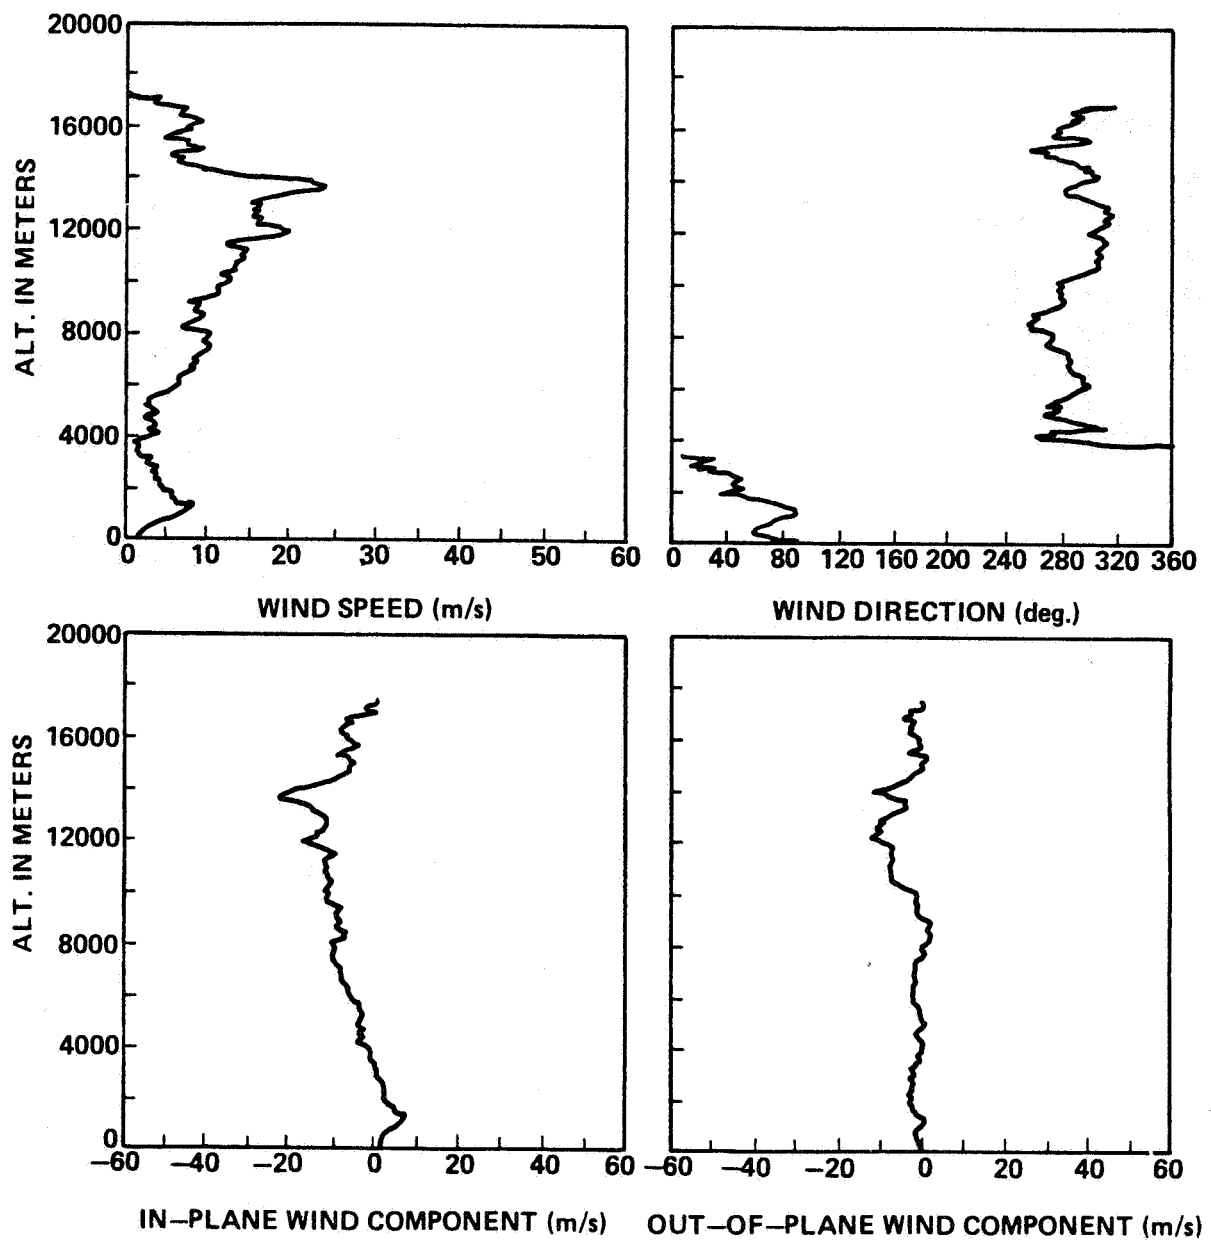 20000
16000
12000
8000
4000
0
ALT. IN METERS
0 10 20 30 40 50 60
WIND SPEED (m/s)
0 40 80 120 160 200 240 280 320 360
WIND DIRECTION (deg.)
20000
16000
12000
8000
4000
0
ALT. IN METERS
−60 −40 −20 0 20 40 60
IN−PLANE WIND COMPONENT (m/s)
−60 −40 −20 0 20 40 60
OUT−OF−PLANE WIND COMPONENT (m/s)